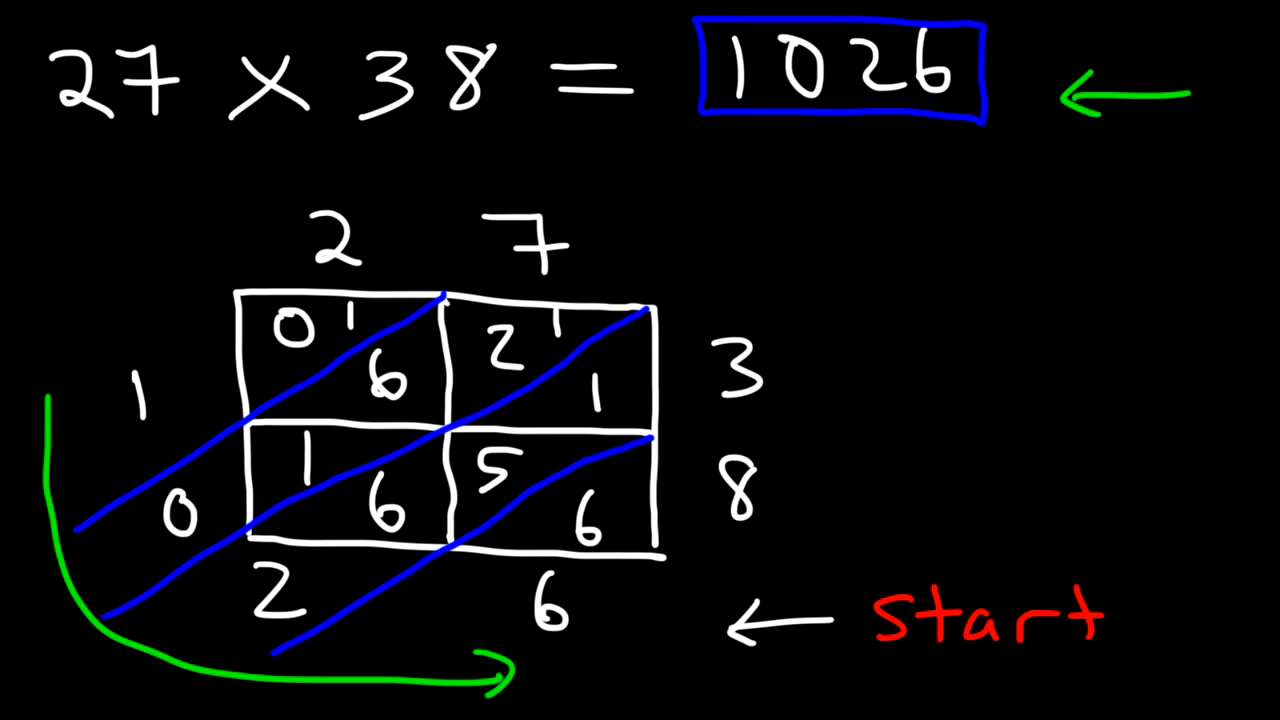 27 × 38 = 1026
2 7
0 1 6 2 1 1 3
1
1 6 5 6 8
0
2 6 start